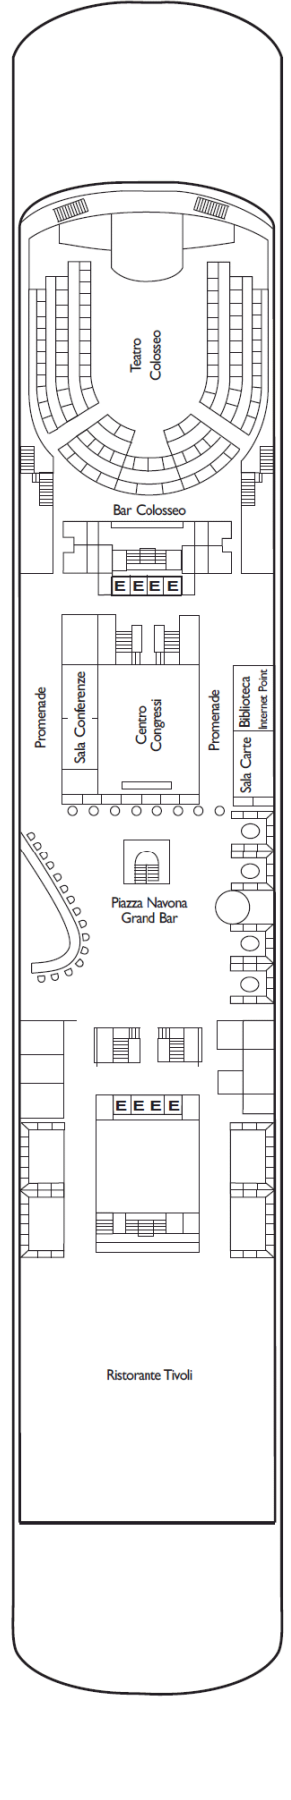 Teatro
Colosseo
Bar Colosseo
E E E E
Promenade
Sala Conferenze
Centro
Congressi
Promenade
Biblioteca
Internet Point
Sala Carte
Piazza Navona
Grand Bar
E E E E
Ristorante Tivoli